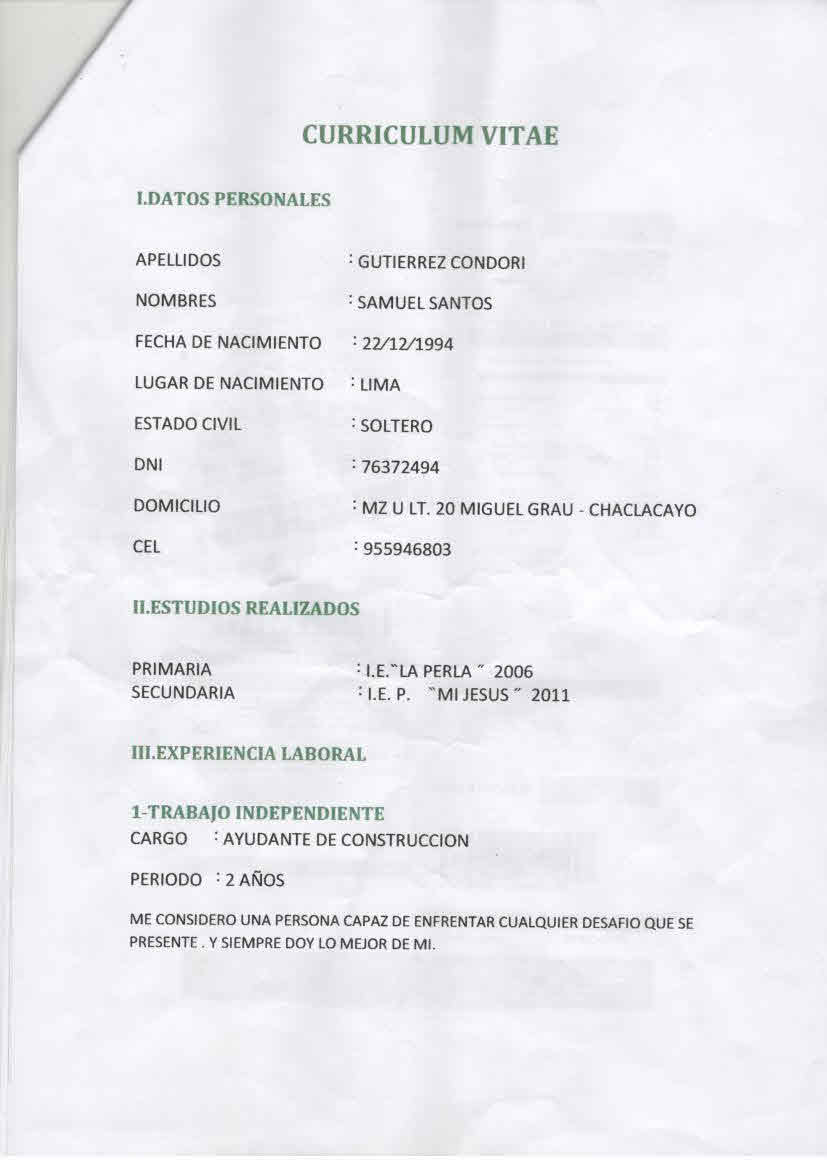 CURRICULUM VITAE
I.DATOS PERSONALES
APELLIDOS : GUTIERREZ CONDORI
NOMBRES : SAMUEL SANTOS
FECHA DE NACIMIENTO : 22/12/1994
LUGAR DE NACIMIENTO : LIMA
ESTADO CIVIL : SOLTERO
DNI : 76372494
DOMICILIO : MZ U LT. 20 MIGUEL GRAU - CHACLACAYO
CEL : 955946803
II.ESTUDIOS REALIZADOS
PRIMARIA : I.E.‶LA PERLA ″ 2006
SECUNDARIA : I.E. P. ‶MI JESUS ″ 2011
III.EXPERIENCIA LABORAL
1-TRABAJO INDEPENDIENTE
CARGO : AYUDANTE DE CONSTRUCCION
PERIODO : 2 AÑOS
ME CONSIDERO UNA PERSONA CAPAZ DE ENFRENTAR CUALQUIER DESAFIO QUE SE
PRESENTE . Y SIEMPRE DOY LO MEJOR DE MI.